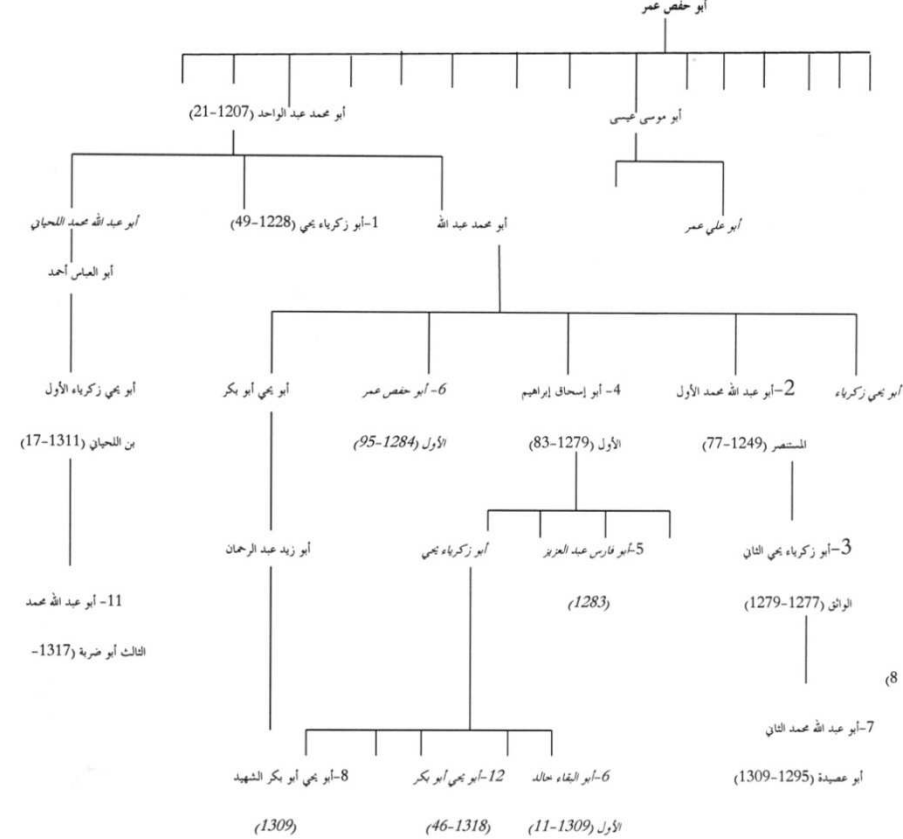 أبو حفص عمر
أبو موسى عيسى
أبو محمد عبد الواحد (1207-21)
أبو علي عمر
أبو محمد عبد الله
1-أبو زكرياء يحي (1228-49)
أبو عبد الله محمد اللحياني
أبو العباس أحمد
أبو يحي زكرياء
2-أبو عبد الله محمد الأول
4- أبو إسحاق إبراهيم
6- أبو حفص عمر
أبو يحي أبو بكر
أبو يحي زكرياء الأول
المستنصر (1249-77)
الأول (1279-83)
الأول (1284-95)
بن اللحياني (1311-17)
3-أبو زكرياء يحي الثاني
5-أبو فارس عبد العزيز
أبو زكرياء يحي
أبو زيد عبد الرحمان
الواثق (1277-1279)
(1283)
11- أبو عبد الله محمد
الثالث أبو ضربة (1317-
8)
7-أبو عبد الله محمد الثاني
أبو عصيدة (1295-1309)
6-أبو البقاء خالد
12-أبو يحي أبو بكر
8-أبو يحي أبو بكر الشهيد
الأول (1309-11)
(1318-46)
(1309)